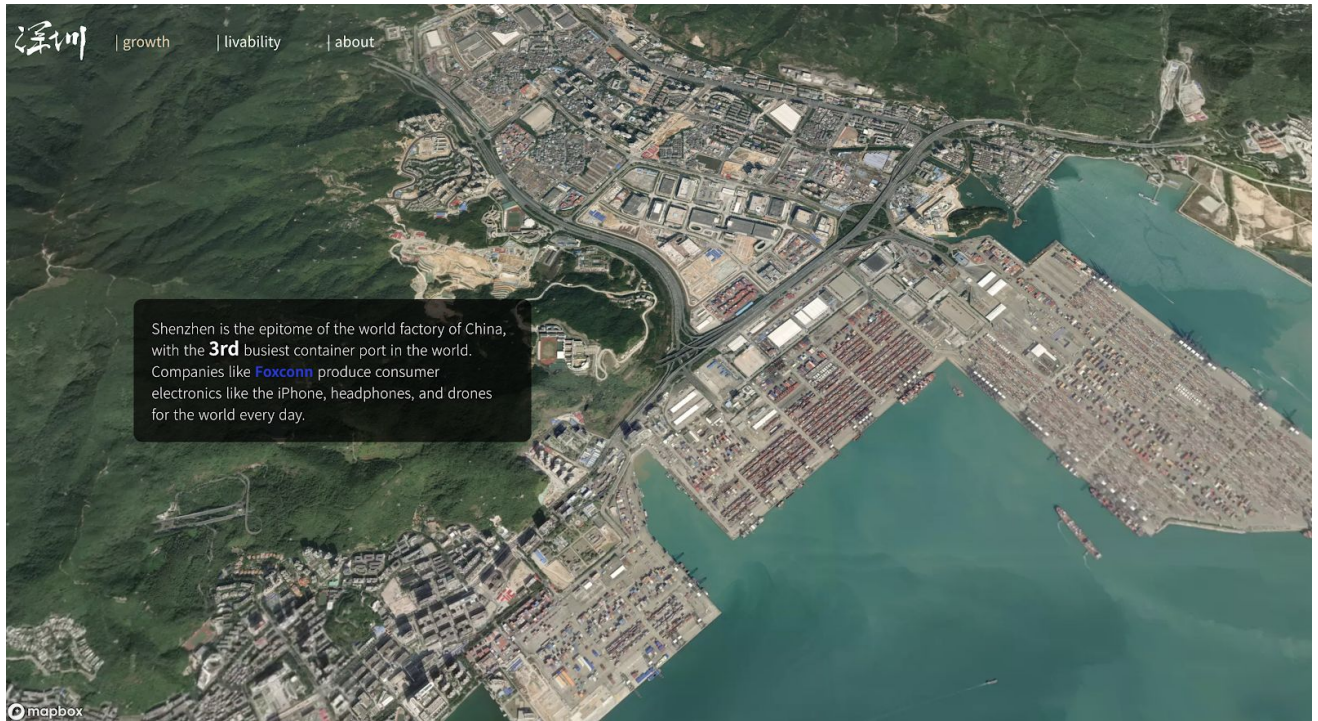 深圳
| growth
| livability
| about
Shenzhen is the epitome of the world factory of China,
with the 3rd busiest container port in the world.
Companies like Foxconn produce consumer
electronics like the iPhone, headphones, and drones
for the world every day.
mapbox